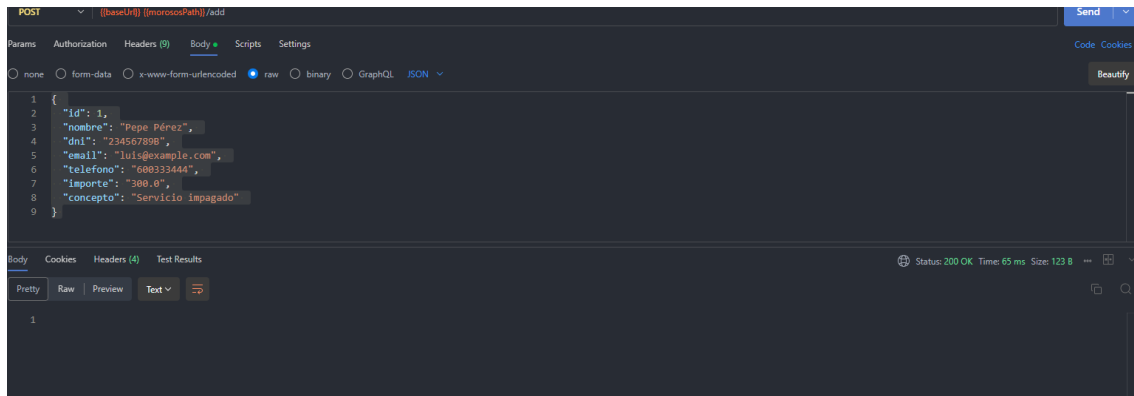 POST {{baseUrl}} {{morososPath}}/add Send
Params Authorization Headers (9) Body Scripts Settings Code Cookies
none form-data x-www-form-urlencoded raw binary GraphQL JSON Beautify
1 {
2 "id": 1,
3 "nombre": "Pepe Pérez",
4 "dni": "23456789B",
5 "email": "luis@example.com",
6 "telefono": "600333444",
7 "importe": "300.0",
8 "concepto": "Servicio impagado"
9 }
Body Cookies Headers (4) Test Results Status: 200 OK Time: 65 ms Size: 123 B
Pretty Raw Preview Text
1